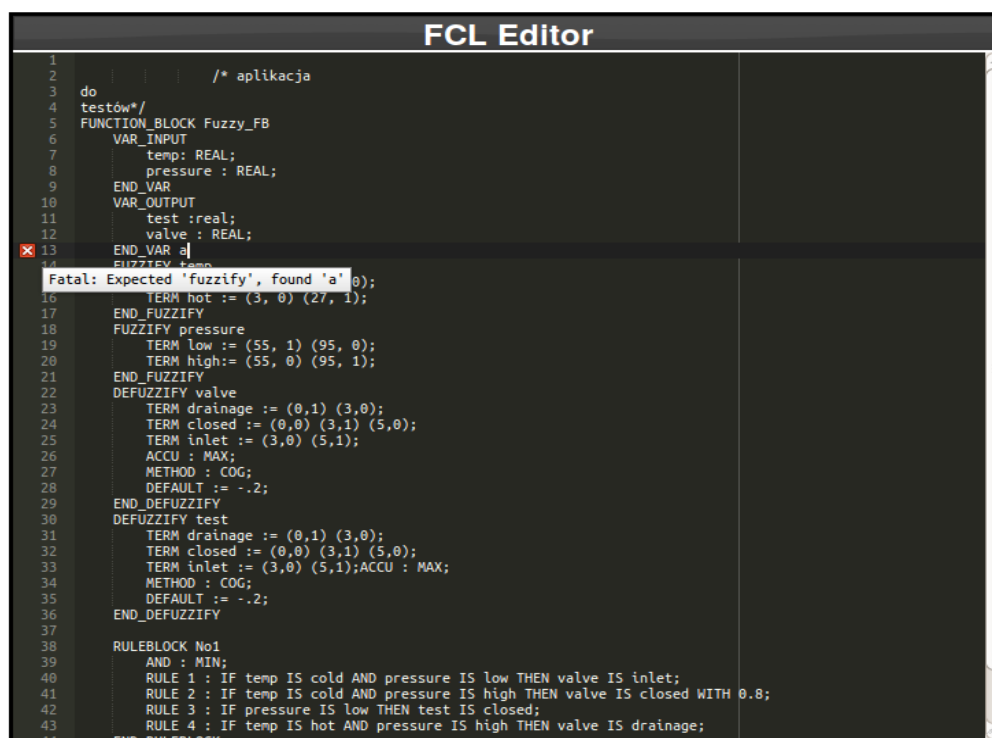 FCL Editor
1
2 /* aplikacja
3 do
4 testów*/
5 FUNCTION_BLOCK Fuzzy_FB
6 VAR_INPUT
7 temp: REAL;
8 pressure : REAL;
9 END_VAR
10 VAR_OUTPUT
11 test :real;
12 valve : REAL;
13 END_VAR a
14 FUZZIFY temp
Fatal: Expected 'fuzzify', found 'a' 0);
16 TERM hot := (3, 0) (27, 1);
17 END_FUZZIFY
18 FUZZIFY pressure
19 TERM low := (55, 1) (95, 0);
20 TERM high:= (55, 0) (95, 1);
21 END_FUZZIFY
22 DEFUZZIFY valve
23 TERM drainage := (0,1) (3,0);
24 TERM closed := (0,0) (3,1) (5,0);
25 TERM inlet := (3,0) (5,1);
26 ACCU : MAX;
27 METHOD : COG;
28 DEFAULT := -.2;
29 END_DEFUZZIFY
30 DEFUZZIFY test
31 TERM drainage := (0,1) (3,0);
32 TERM closed := (0,0) (3,1) (5,0);
33 TERM inlet := (3,0) (5,1);ACCU : MAX;
34 METHOD : COG;
35 DEFAULT := -.2;
36 END_DEFUZZIFY
37
38 RULEBLOCK No1
39 AND : MIN;
40 RULE 1 : IF temp IS cold AND pressure IS low THEN valve IS inlet;
41 RULE 2 : IF temp IS cold AND pressure IS high THEN valve IS closed WITH 0.8;
42 RULE 3 : IF pressure IS low THEN test IS closed;
43 RULE 4 : IF temp IS hot AND pressure IS high THEN valve IS drainage;
44 END_RULEBLOCK